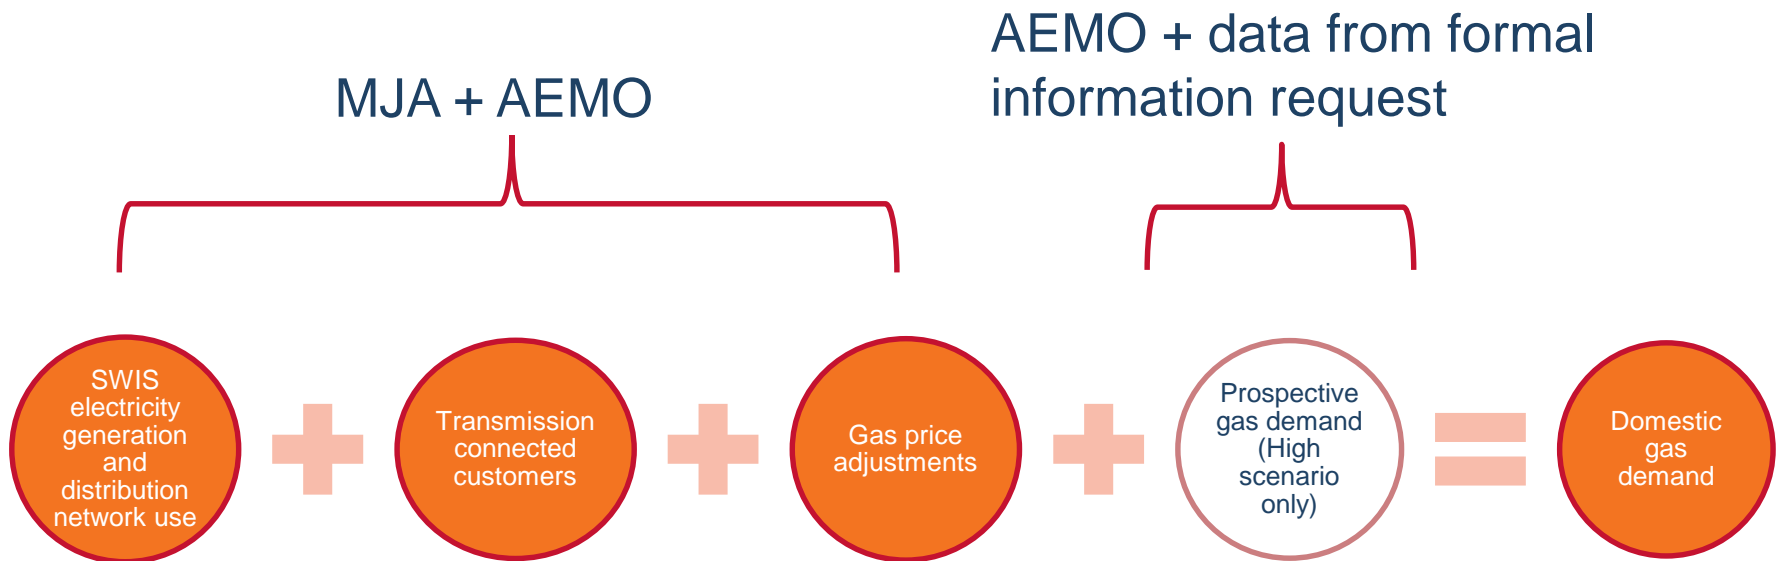 MJA + AEMO
AEMO + data from formal
information request
SWIS
electricity
generation
and
distribution
network use
Transmission
connected
customers
Gas price
adjustments
Prospective
gas demand
(High
scenario
only)
Domestic
gas
demand